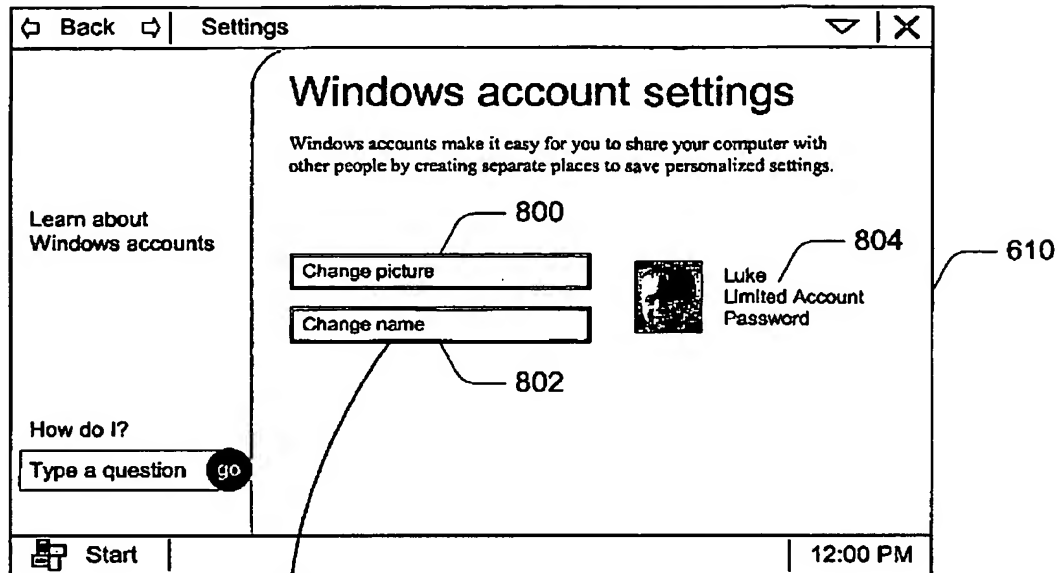 Back Settings
Windows account settings
Windows accounts make it easy for you to share your computer with
other people by creating separate places to save personalized settings.
Learn about
Windows accounts
800
Change picture
Change name
802
Luke
Limited Account
Password
804
610
How do I?
Type a question go
Start 12:00 PM